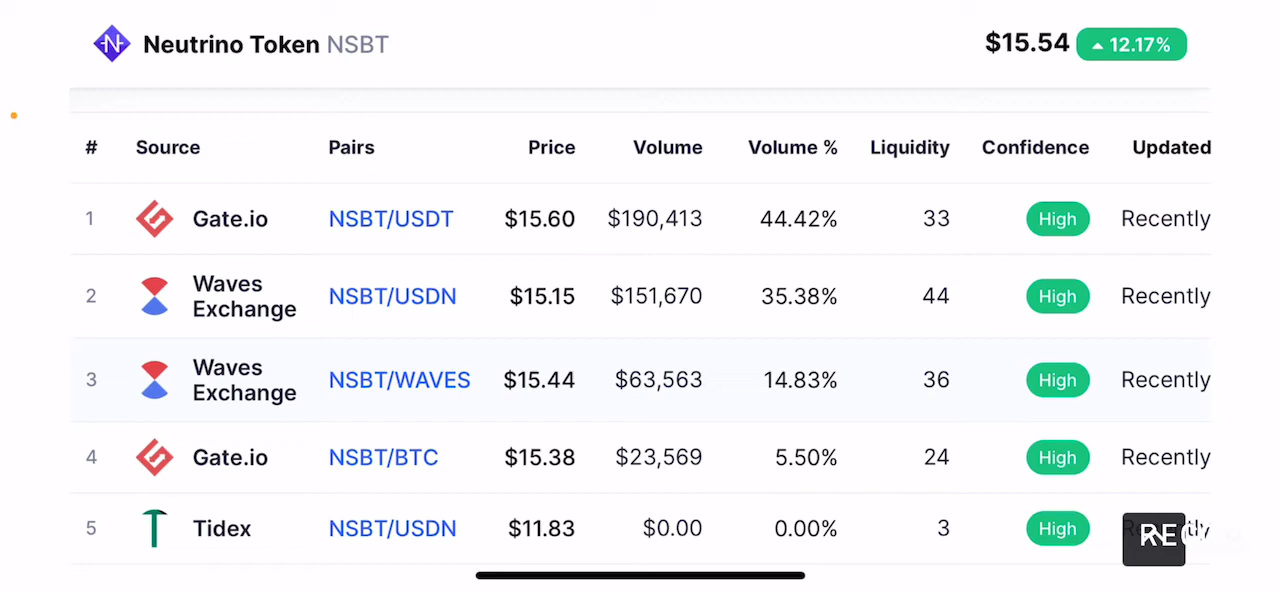 Neutrino Token NSBT $15.54 12.17%
# Source Pairs Price Volume Volume % Liquidity Confidence Updated
1 Gate.io NSBT/USDT $15.60 $190,413 44.42% 33 High Recently
2 Waves Exchange NSBT/USDN $15.15 $151,670 35.38% 44 High Recently
3 Waves Exchange NSBT/WAVES $15.44 $63,563 14.83% 36 High Recently
4 Gate.io NSBT/BTC $15.38 $23,569 5.50% 24 High Recently
5 Tidex NSBT/USDN $11.83 $0.00 0.00% 3 High